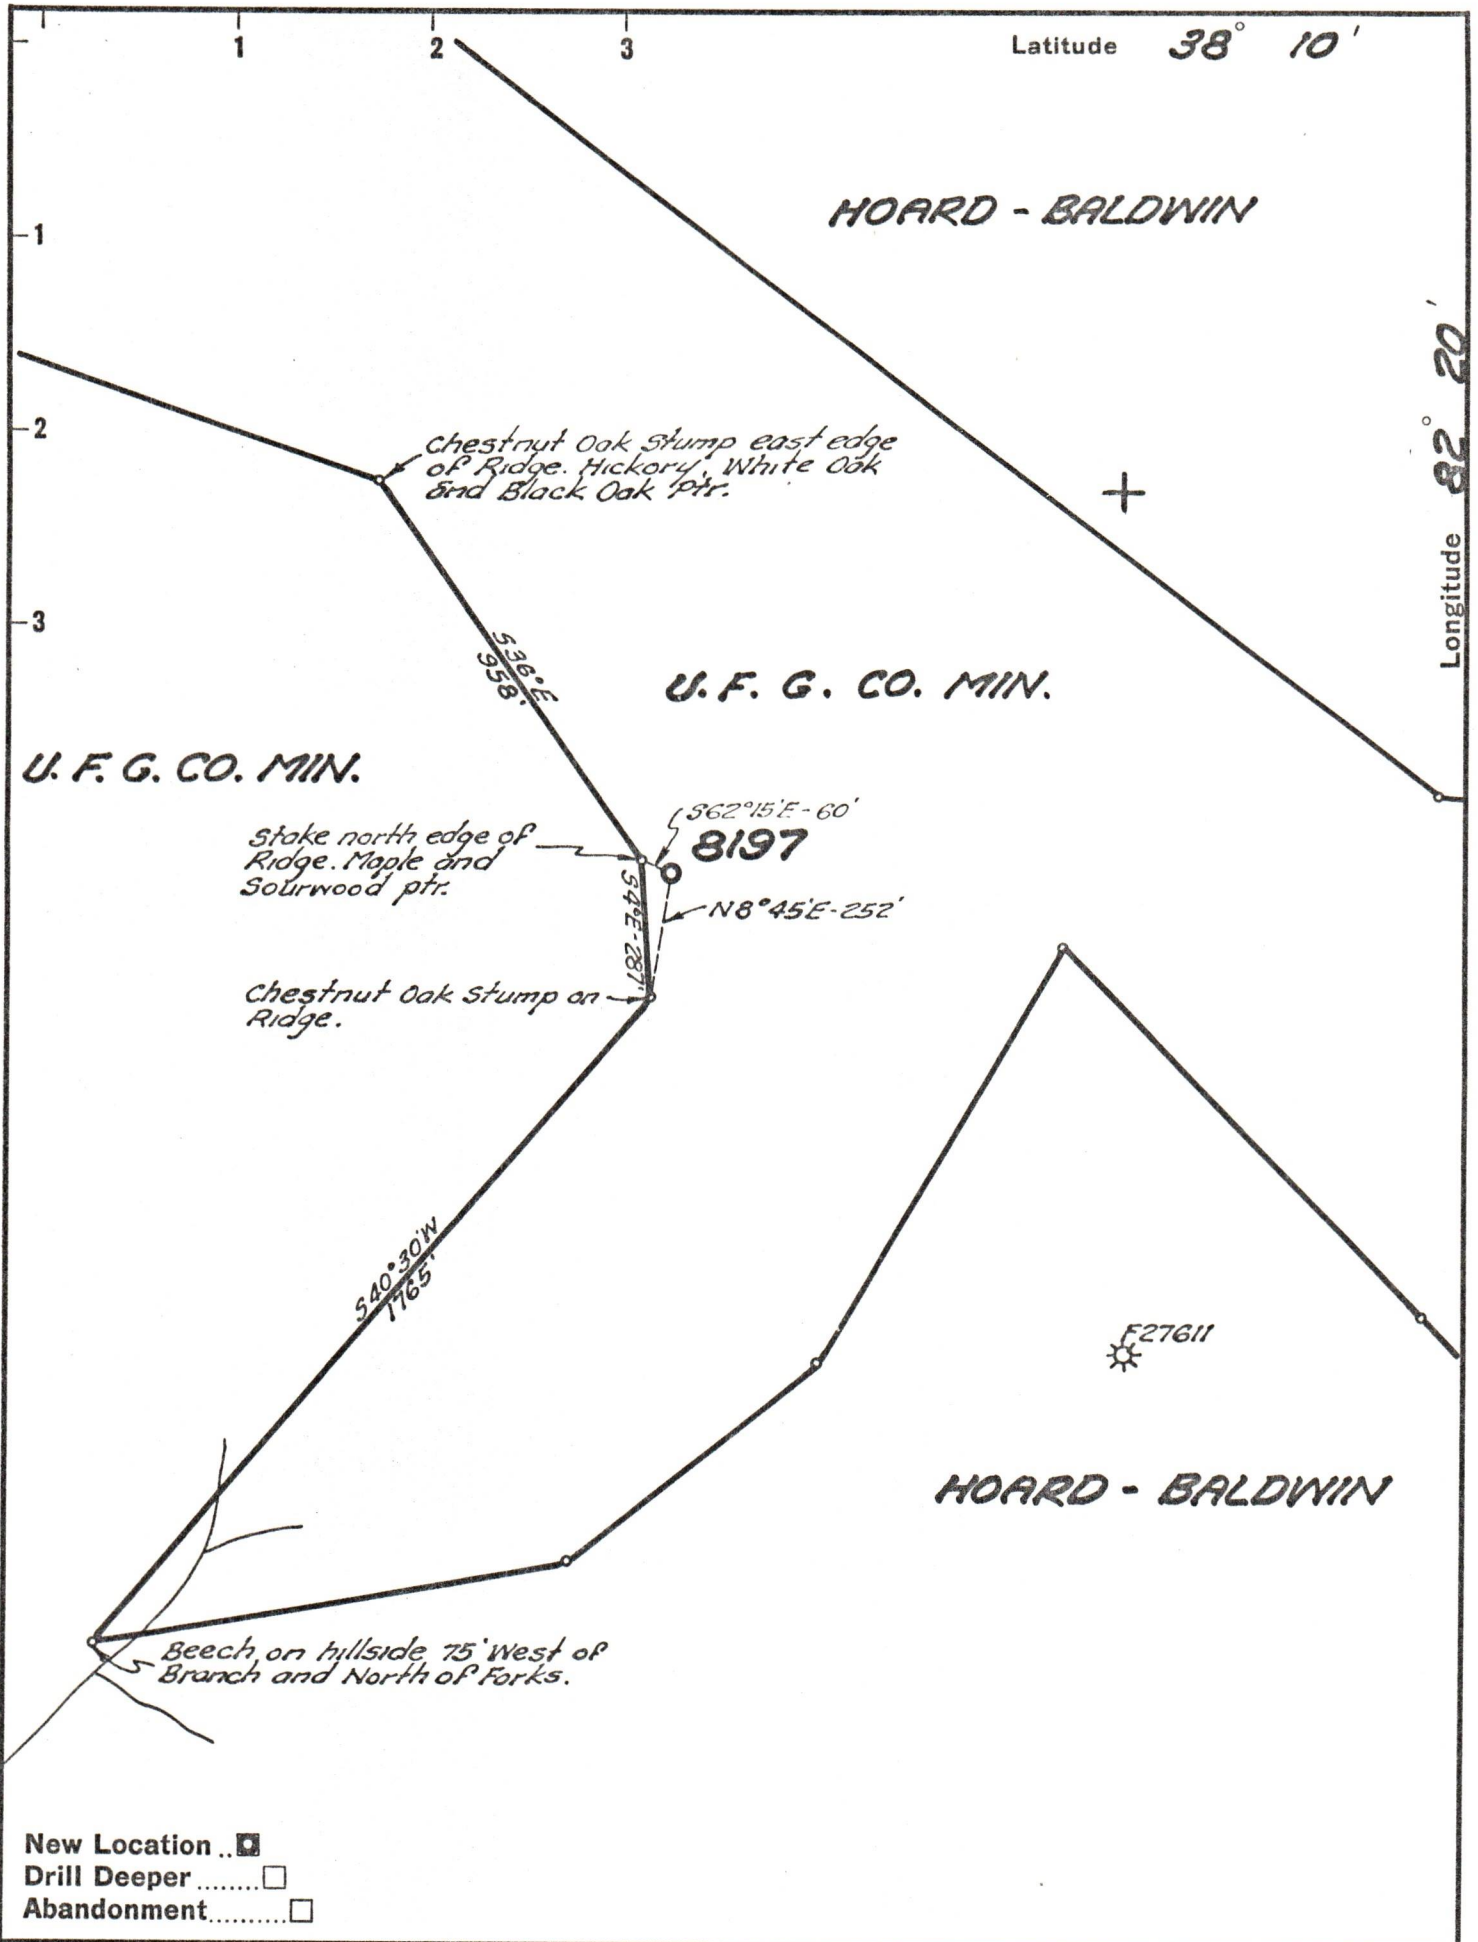 1 2 3 Latitude 38° 10'
HOARD - BALDWIN
1
Longitude 82° 20'
2
Chestnut Oak Stump east edge
of Ridge. Hickory, White Oak
and Black Oak ptr.
3
S36°E
958'
U. F. G. CO. MIN.
U. F. G. CO. MIN.
S62°15'E-60'
8197
Stake north edge of
Ridge. Maple and
Sourwood ptr.
S4°E-287'
N8°45'E-252'
Chestnut Oak Stump on
Ridge.
S40°30'W
1765'
F27611
HOARD - BALDWIN
Beech on hillside 75' West of
Branch and North of Forks.
New Location ..
Drill Deeper ........
Abandonment..........